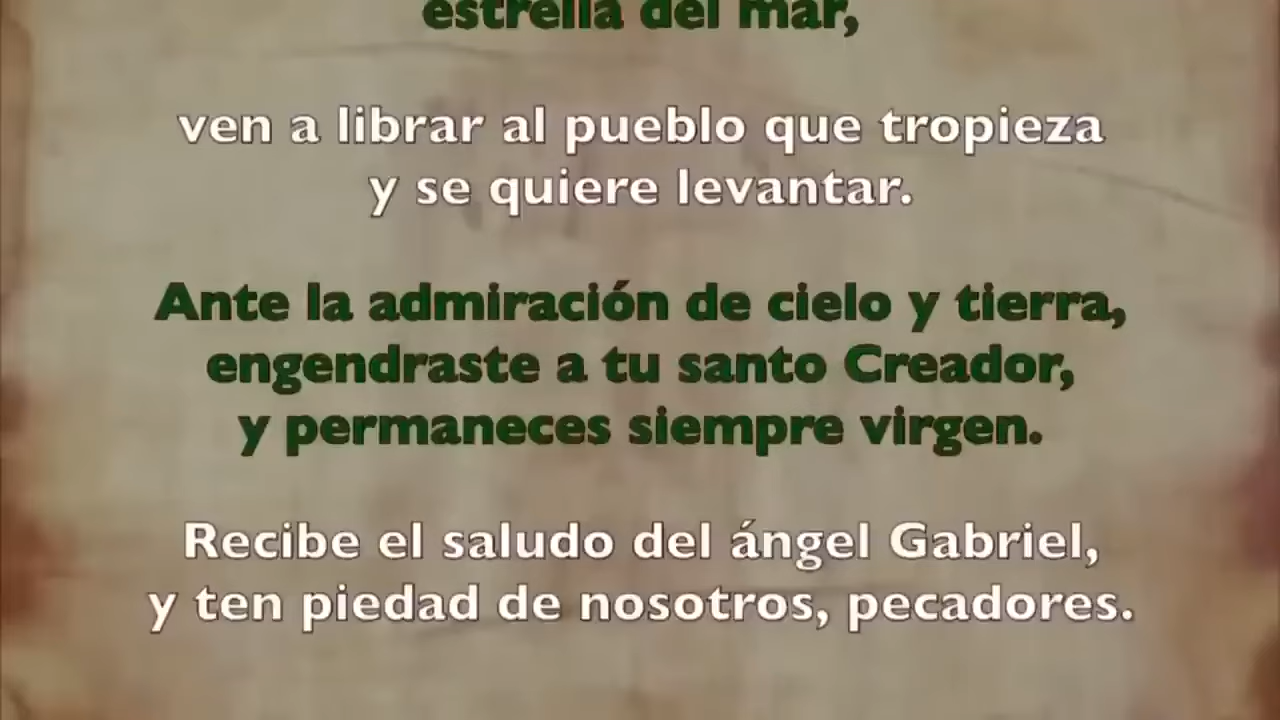 estrella del mar,
ven a librar al pueblo que tropieza
y se quiere levantar.
Ante la admiración de cielo y tierra,
engendraste a tu santo Creador,
y permaneces siempre virgen.
Recibe el saludo del ángel Gabriel,
y ten piedad de nosotros, pecadores.